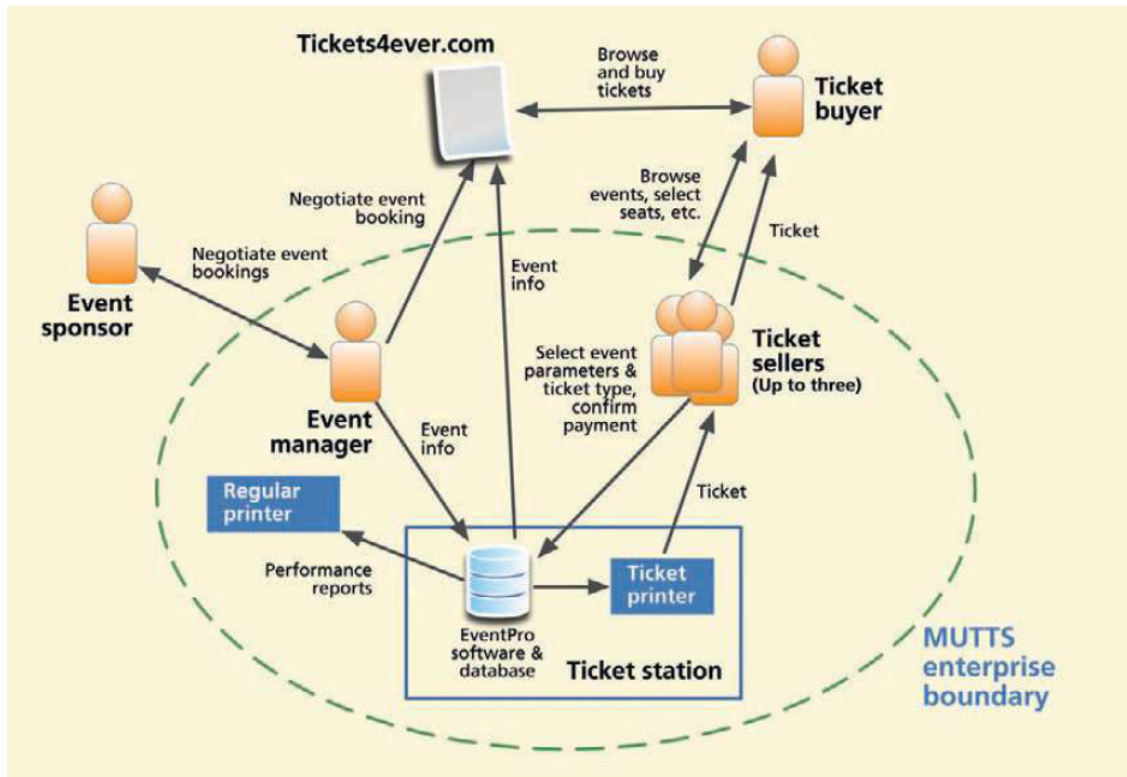 Tickets4ever.com
Browse
and buy
tickets
Ticket
buyer
Negotiate event
booking
Browse
events, select
seats, etc.
Ticket
Negotiate event
bookings
Event
sponsor
Event
info
Select event
parameters &
ticket type,
confirm
payment
Ticket
sellers
(Up to three)
Event
manager
Event
info
Regular
printer
Ticket
Performance
reports
Ticket
printer
EventPro
software &
database
Ticket station
MUTTS
enterprise
boundary